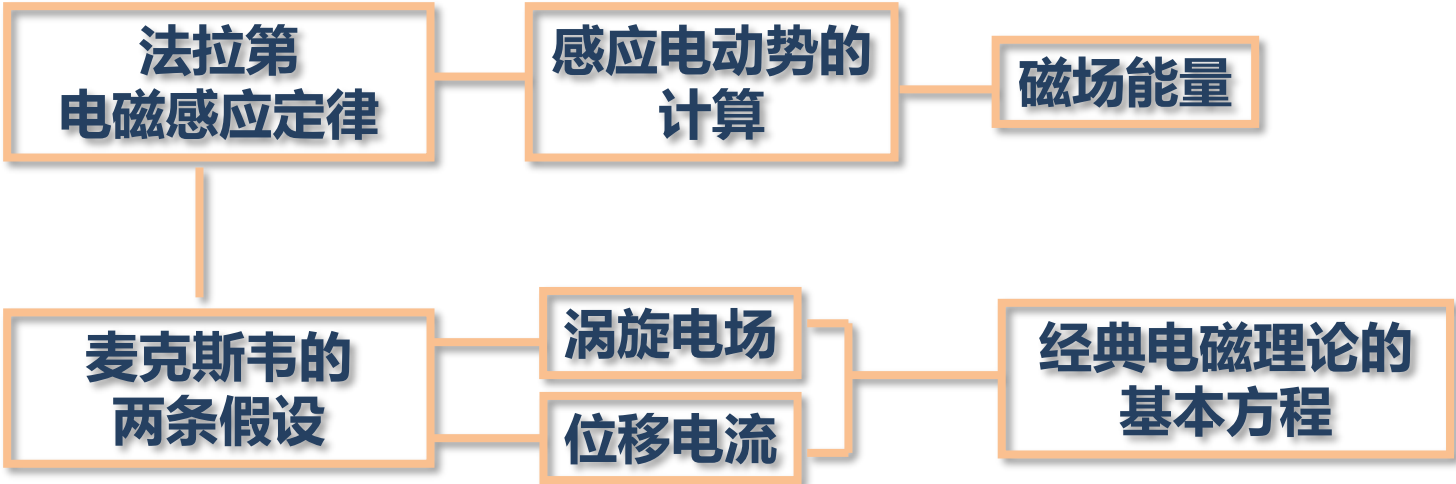 法拉第
电磁感应定律
感应电动势的
计算
磁场能量
麦克斯韦的
两条假设
涡旋电场
位移电流
经典电磁理论的
基本方程